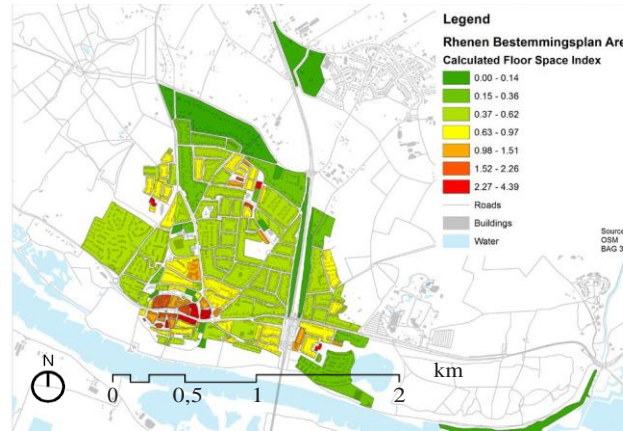 Legend
Rhenen Bestemmingsplan Are
Calculated Floor Space Index
0.00 - 0.14
0.15 - 0.36
0.37 - 0.62
0.63 - 0.97
0.98 - 1.51
1.52 - 2.26
2.27 - 4.39
Roads
Buildings
Water
Source
OSM
BAG 3
N
km
0 0,5 1 2